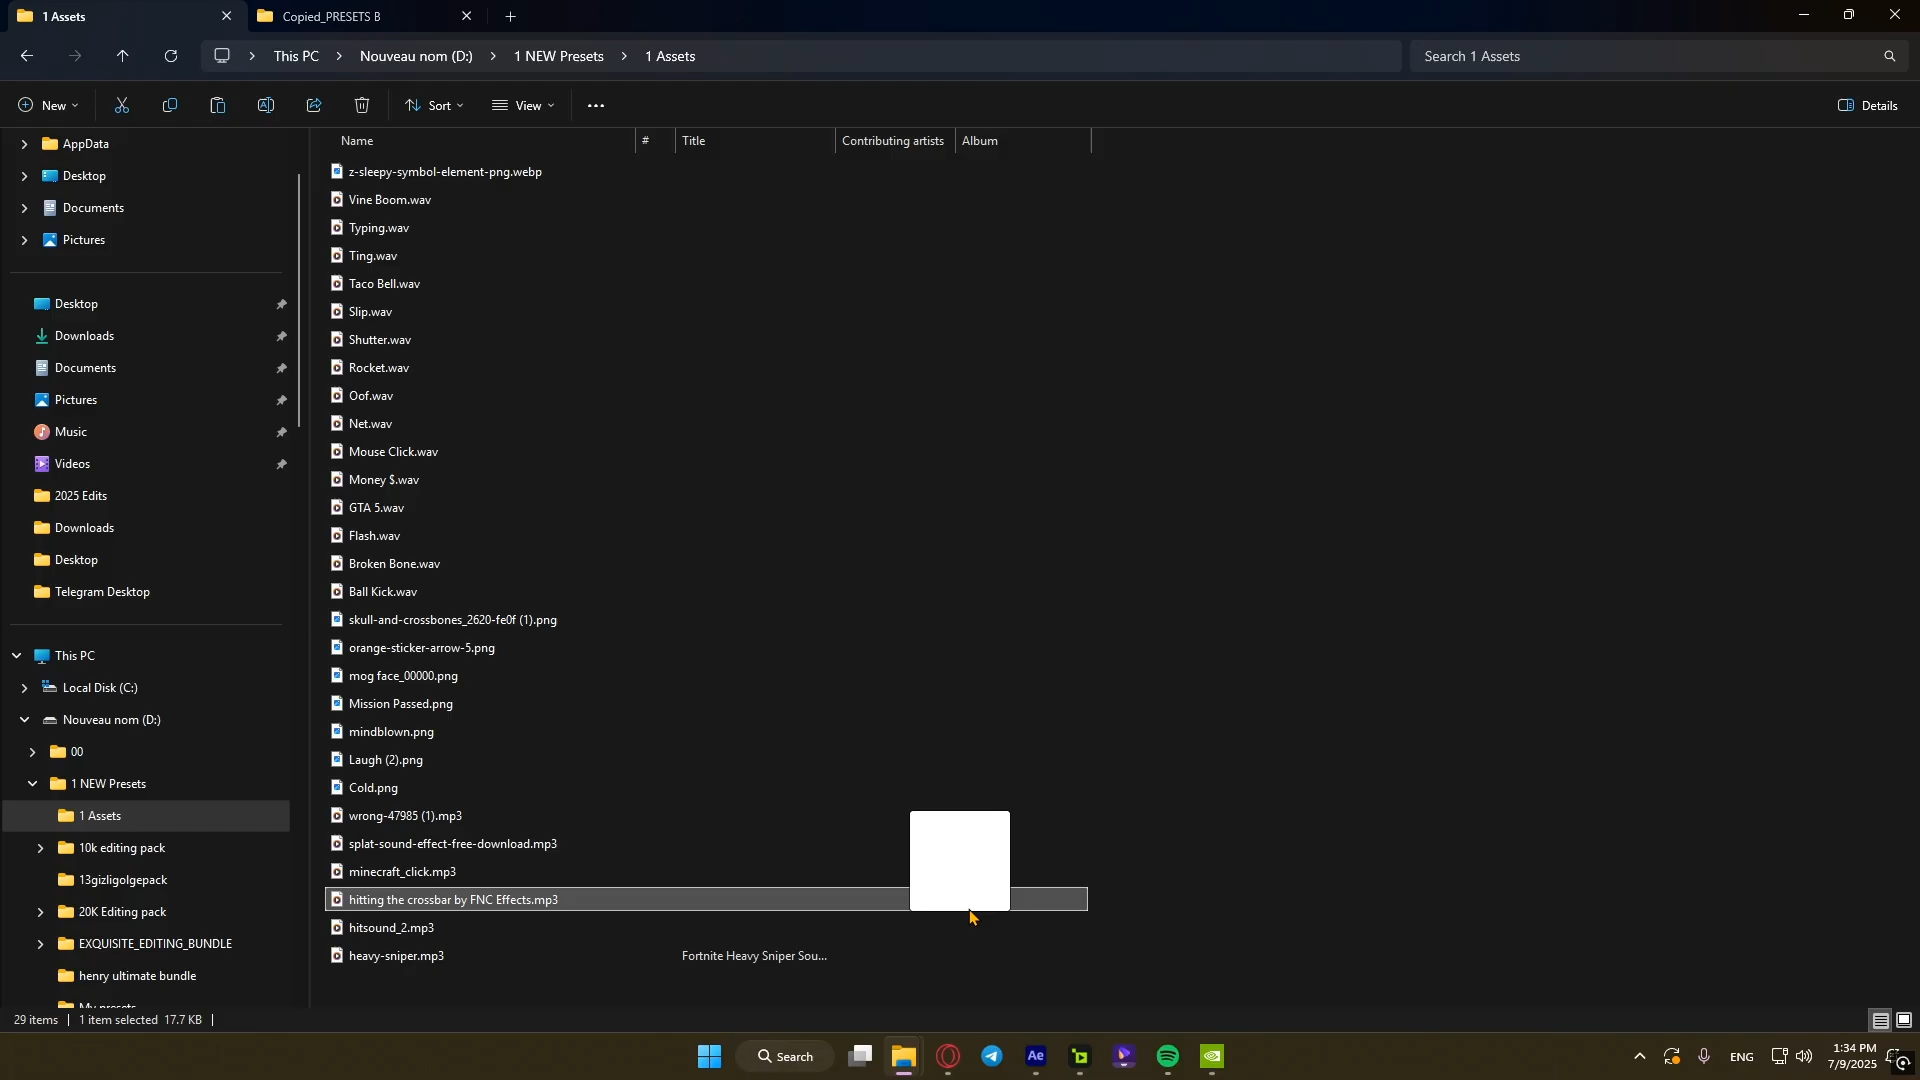 1 Assets
Copied_PRESETS B
This PC
Nouveau nom (D:)
1 NEW Presets
1 Assets
Search 1 Assets
New
Sort
View
Details
AppData
Desktop
Documents
Pictures
Desktop
Downloads
Documents
Pictures
Music
Videos
2025 Edits
Downloads
Desktop
Telegram Desktop
This PC
Local Disk (C:)
Nouveau nom (D:)
00
1 NEW Presets
1 Assets
10k editing pack
13gizligolgepack
20K Editing pack
EXQUISITE_EDITING_BUNDLE
henry ultimate bundle
My presets
Name # Title Contributing artists Album
z-sleepy-symbol-element-png.webp
Vine Boom.wav
Typing.wav
Ting.wav
Taco Bell.wav
Slip.wav
Shutter.wav
Rocket.wav
Oof.wav
Net.wav
Mouse Click.wav
Money $.wav
GTA 5.wav
Flash.wav
Broken Bone.wav
Ball Kick.wav
skull-and-crossbones_2620-fe0f (1).png
orange-sticker-arrow-5.png
mog face_00000.png
Mission Passed.png
mindblown.png
Laugh (2).png
Cold.png
wrong-47985 (1).mp3
splat-sound-effect-free-download.mp3
minecraft_click.mp3
hitting the crossbar by FNC Effects.mp3
hitsound_2.mp3
heavy-sniper.mp3 Fortnite Heavy Sniper Sou...
29 items 1 item selected 17.7 KB
Search
Ae
ENG
1:34 PM
7/9/2025